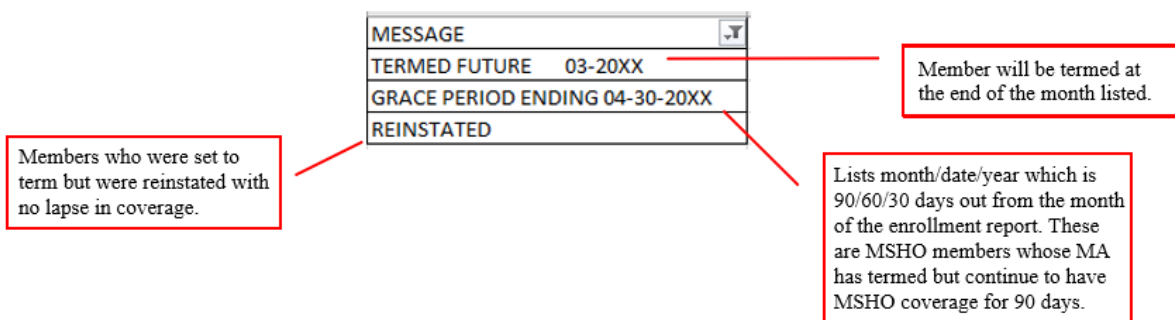 MESSAGE
TERMED FUTURE 03-20XX
GRACE PERIOD ENDING 04-30-20XX
REINSTATED
Member will be termed at
the end of the month listed.
Members who were set to
term but were reinstated with
no lapse in coverage.
Lists month/date/year which is
90/60/30 days out from the month
of the enrollment report. These
are MSHO members whose MA
has termed but continue to have
MSHO coverage for 90 days.